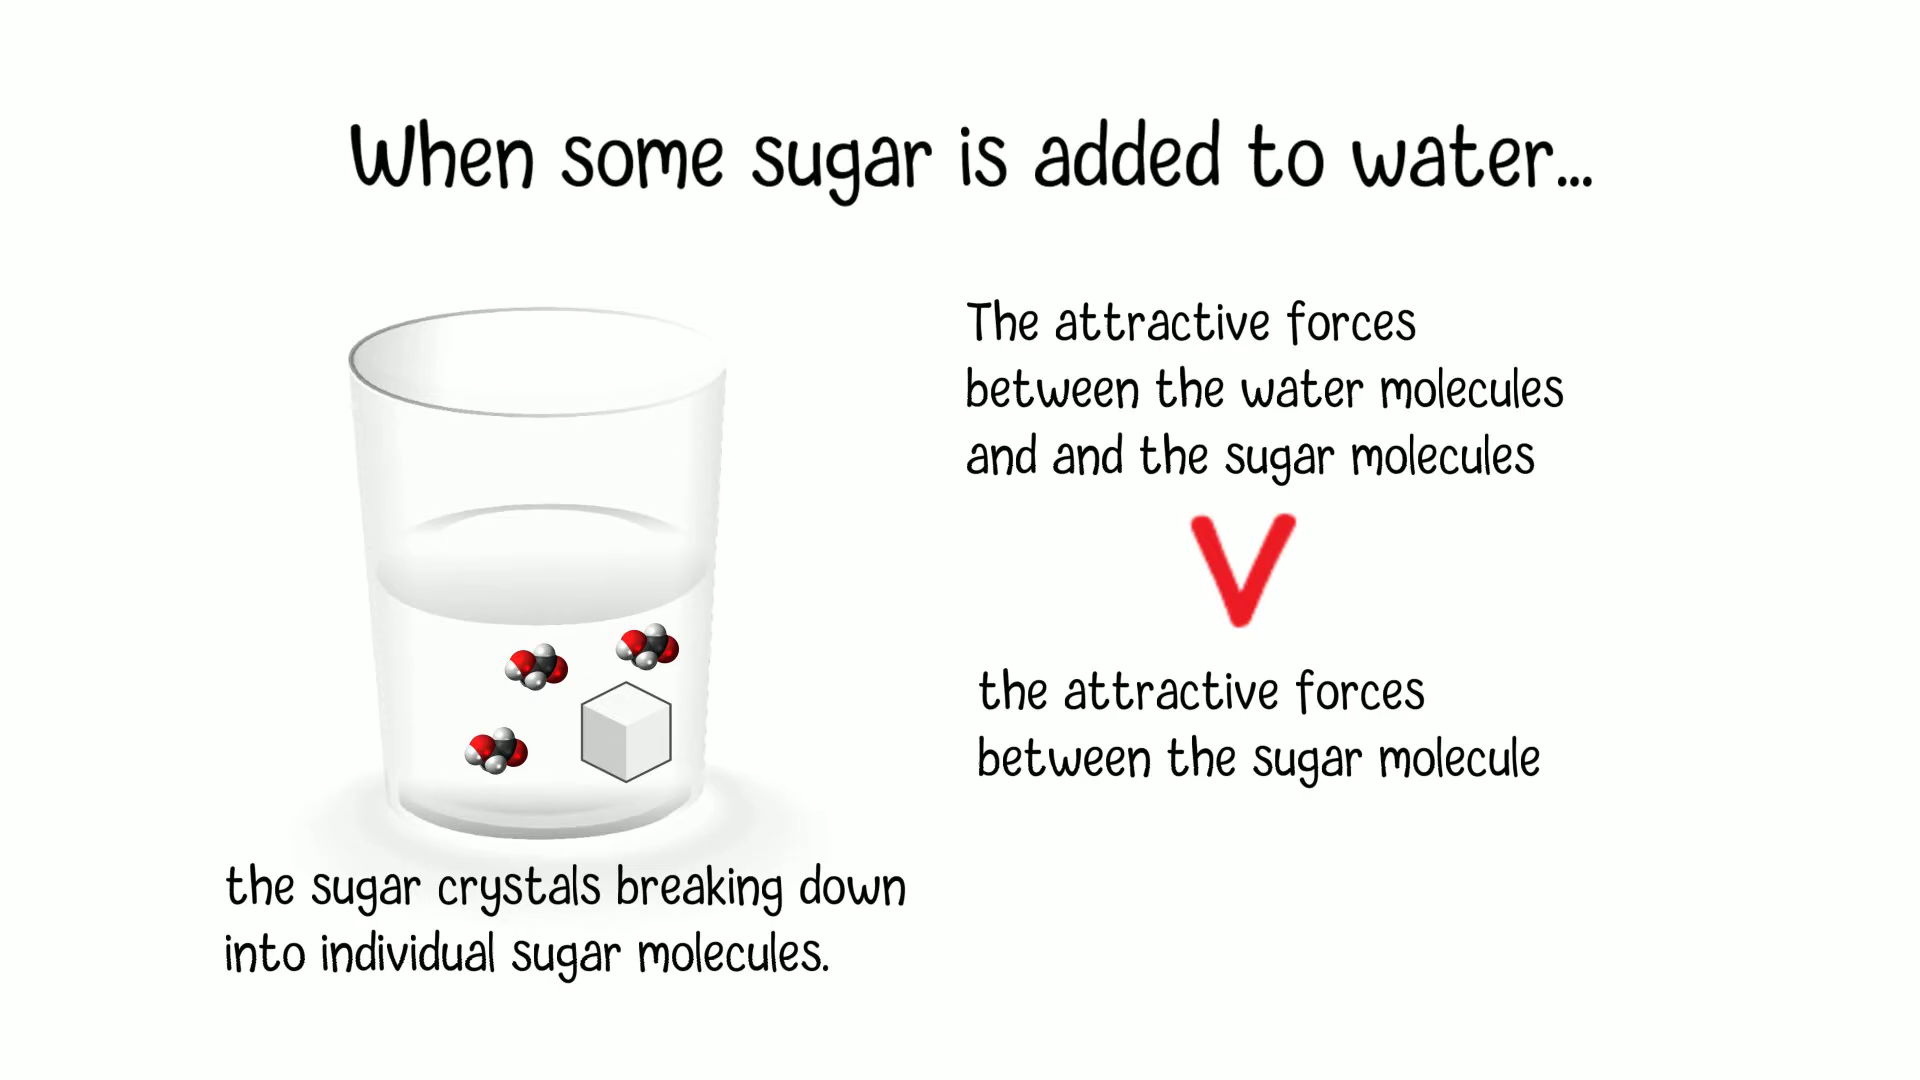 When some sugar is added to water...
The attractive forces
between the water molecules
and and the sugar molecules
V
the attractive forces
between the sugar molecule
the sugar crystals breaking down
into individual sugar molecules.